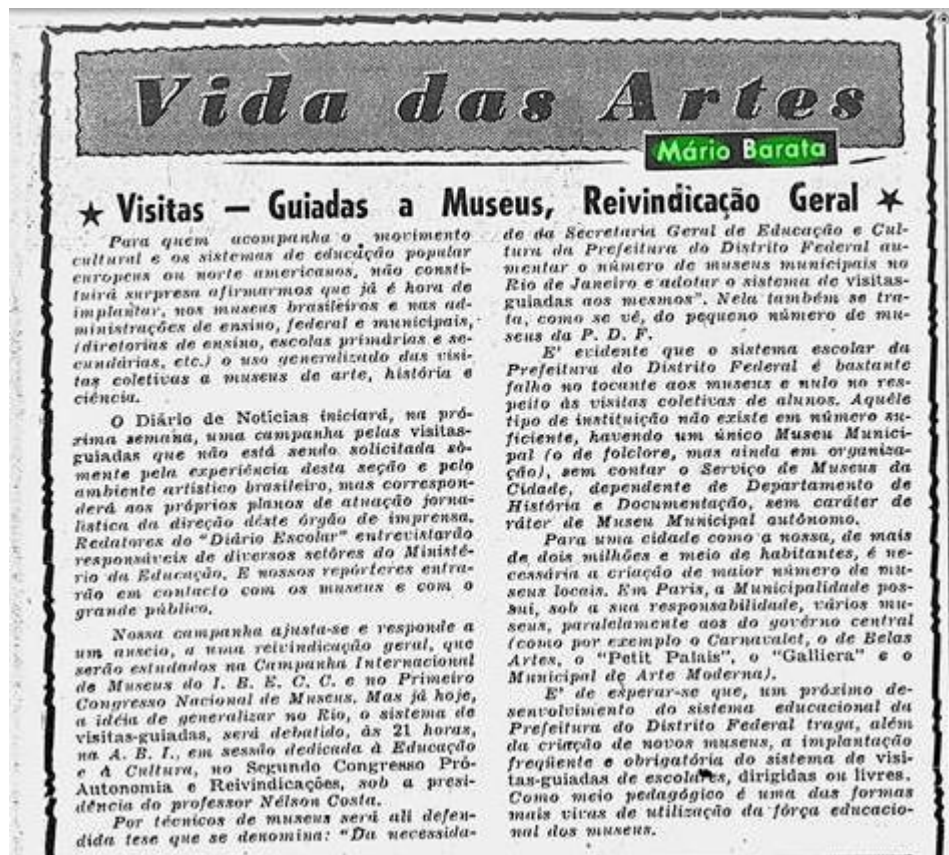 Vida das Artes
Mário Barata
★ Visitas — Guiadas a Museus, Reivindicação Geral ★
Para quem acompanha o movimento
cultural e os sistemas de educação popular
europeus ou norte americanos, não consti-
tuirá surpresa afirmarmos que já é hora de
implantar, nos museus brasileiros e nas ad-
ministrações de ensino, federal e municipais,
(diretorias de ensino, escolas primárias e se-
cundárias, etc.) o uso generalizado das visi-
tas coletivas a museus de arte, história e
ciência.
O Diário de Notícias iniciará, na pró-
xima semana, uma campanha pelas visitas-
guiadas que não está sendo solicitada sò-
mente pela experiência desta seção e pelo
ambiente artístico brasileiro, mas correspon-
derá aos próprios planos de atuação jorna-
lística da direção dêste órgão de imprensa.
Redatores do "Diário Escolar" entrevistarão
responsáveis de diversos setôres do Ministé-
rio da Educação. E nossos repórteres entra-
rão em contacto com os museus e com o
grande público.
Nossa campanha ajusta-se e responde a
um anseio, a uma reivindicação geral, que
serão estudados na Campanha Internacional
de Museus do I. B. E. C. C. e no Primeiro
Congresso Nacional de Museus. Mas já hoje,
a idéia de generalizar no Rio, o sistema de
visitas-guiadas, será debatido, às 21 horas,
na A. B. I., em sessão dedicada à Educação
e À Cultura, no Segundo Congresso Pró-
Autonomia e Reivindicações, sob a presi-
dência do professor Nélson Costa.
Por técnicos de museus será ali defen-
dida tese que se denomina: "Da necessida-
de da Secretaria Geral de Educação e Cul-
tura da Prefeitura do Distrito Federal au-
mentar o número de museus municipais no
Rio de Janeiro e adotar o sistema de visitas-
guiadas aos mesmos". Nela também se tra-
ta, como se vê, do pequeno número de mu-
seus da P. D. F.
E' evidente que o sistema escolar da
Prefeitura do Distrito Federal é bastante
falho no tocante aos museus e nulo no res-
peito às visitas coletivas de alunos. Aquêle
tipo de instituição não existe em número su-
ficiente, havendo um único Museu Munici-
pal (o de folclore, mas ainda em organiza-
ção), sem contar o Serviço de Museus da
Cidade, dependente de Departamento de
História e Documentação, sem caráter de
ráter de Museu Municipal autônomo.
Para uma cidade como a nossa, de mais
de dois milhões e meio de habitantes, é ne-
cessária a criação de maior número de mu-
seus locais. Em Paris, a Municipalidade pos-
sui, sob a sua responsabilidade, vários mu-
seus, paralelamente aos do govêrno central
(como por exemplo o Carnavalet, o de Belas
Artes, o "Petit Palais", o "Galliera" e o
Municipal de Arte Moderna).
E' de esperar-se que, um próximo de-
senvolvimento do sistema educacional da
Prefeitura do Distrito Federal traga, além
da criação de novos museus, a implantação
freqüente e obrigatória do sistema de visi-
tas-guiadas de escolares, dirigidas ou livres.
Como meio pedagógico é uma das formas
mais vivas de utilização da fôrça educacio-
nal dos museus.